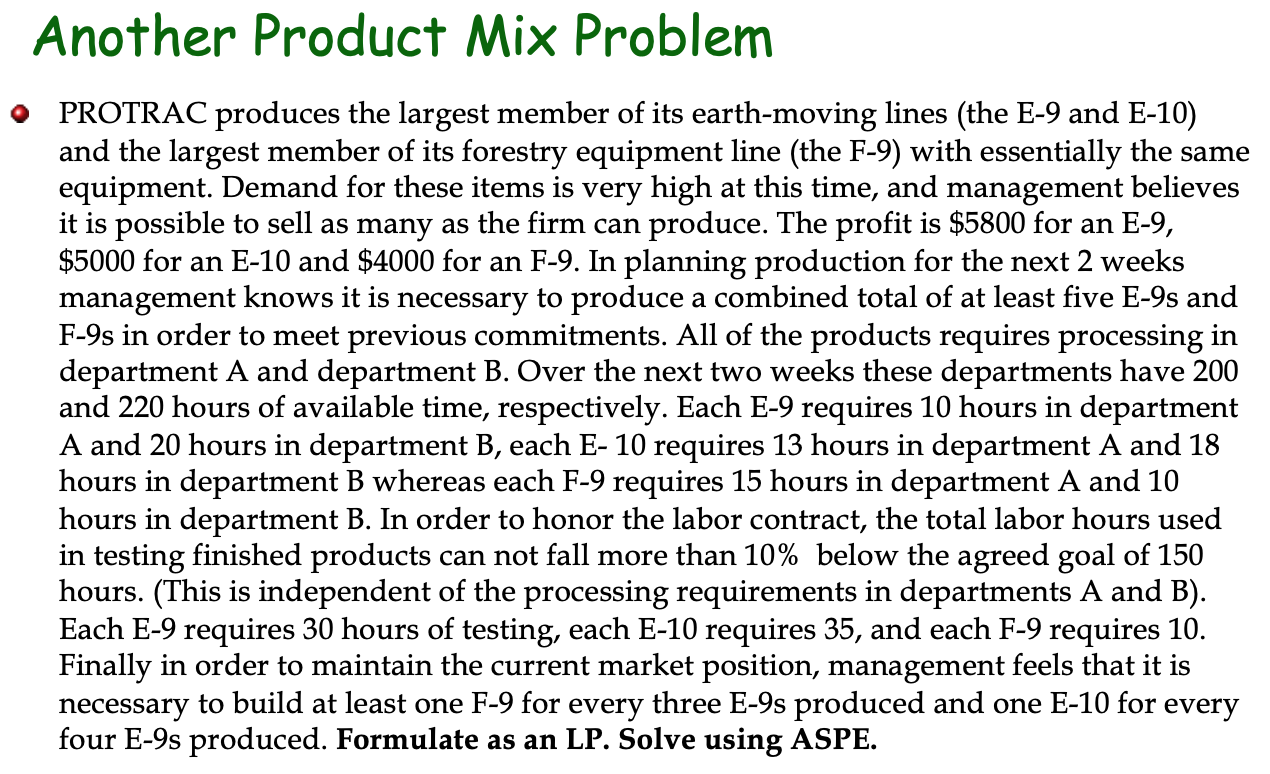 Another Product Mix Problem
PROTRAC produces the largest member of its earth-moving lines (the E-9 and E-10)
and the largest member of its forestry equipment line (the F-9) with essentially the same
equipment. Demand for these items is very high at this time, and management believes
it is possible to sell as many as the firm can produce. The profit is $5800 for an E-9,
$5000 for an E-10 and $4000 for an F-9. In planning production for the next 2 weeks
management knows it is necessary to produce a combined total of at least five E-9s and
F-9s in order to meet previous commitments. All of the products requires processing in
department A and department B. Over the next two weeks these departments have 200
and 220 hours of available time, respectively. Each E-9 requires 10 hours in department
A and 20 hours in department B, each E- 10 requires 13 hours in department A and 18
hours in department B whereas each F-9 requires 15 hours in department A and 10
hours in department B. In order to honor the labor contract, the total labor hours used
in testing finished products can not fall more than 10%  below the agreed goal of 150
hours. (This is independent of the processing requirements in departments A and B).
Each E-9 requires 30 hours of testing, each E-10 requires 35, and each F-9 requires 10.
Finally in order to maintain the current market position, management feels that it is
necessary to build at least one F-9 for every three E-9s produced and one E-10 for every
four E-9s produced. Formulate as an LP. Solve using ASPE.